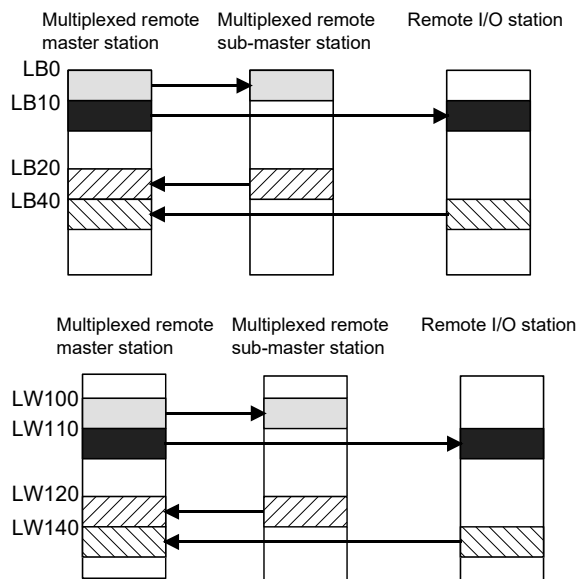 Multiplexed remote
master station
Multiplexed remote
sub-master station
Remote I/O station
LB0
LB10
LB20
LB40
Multiplexed remote
master station
Multiplexed remote
sub-master station
Remote I/O station
LW100
LW110
LW120
LW140